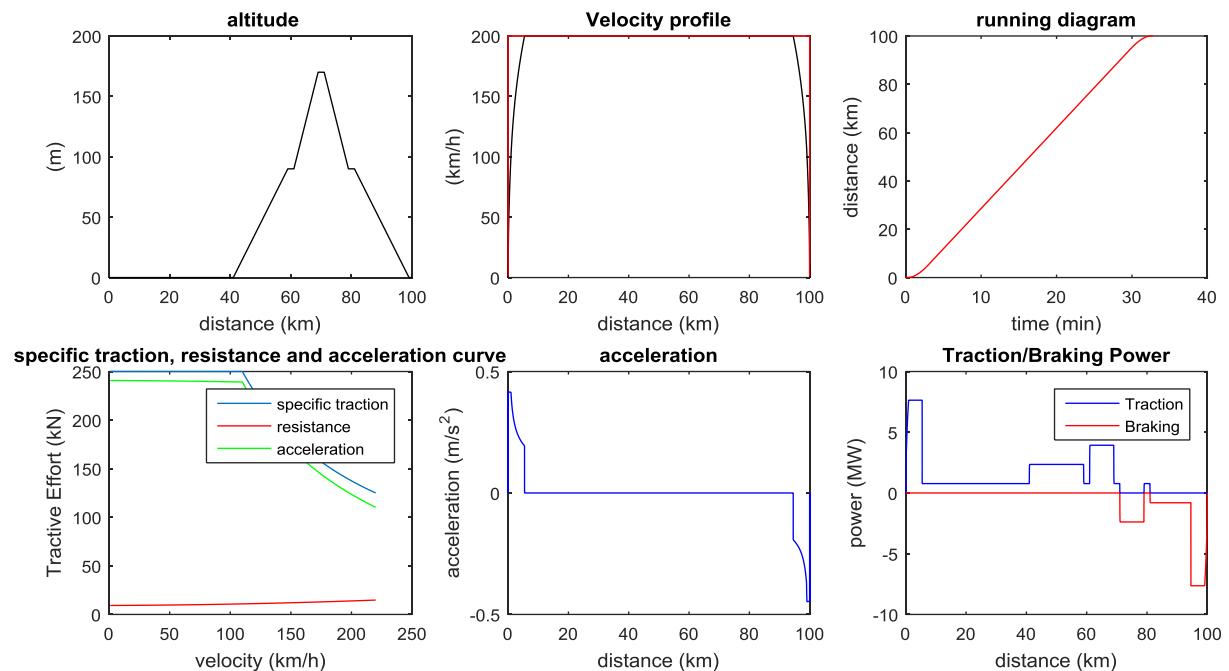 altitude
200
150
100
50
0
(m)
0 20 40 60 80 100
distance (km)
Velocity profile
200
150
100
50
0
(km/h)
0 20 40 60 80 100
distance (km)
running diagram
100
80
60
40
20
0
distance (km)
0 10 20 30 40
time (min)
specific traction, resistance and acceleration curve
250
200
150
100
50
0
Tractive Effort (kN)
specific traction
resistance
acceleration
0 50 100 150 200 250
velocity (km/h)
acceleration
0.5
0
-0.5
acceleration (m/s²)
0 20 40 60 80 100
distance (km)
Traction/Braking Power
10
5
0
-5
-10
power (MW)
Traction
Braking
0 20 40 60 80 100
distance (km)